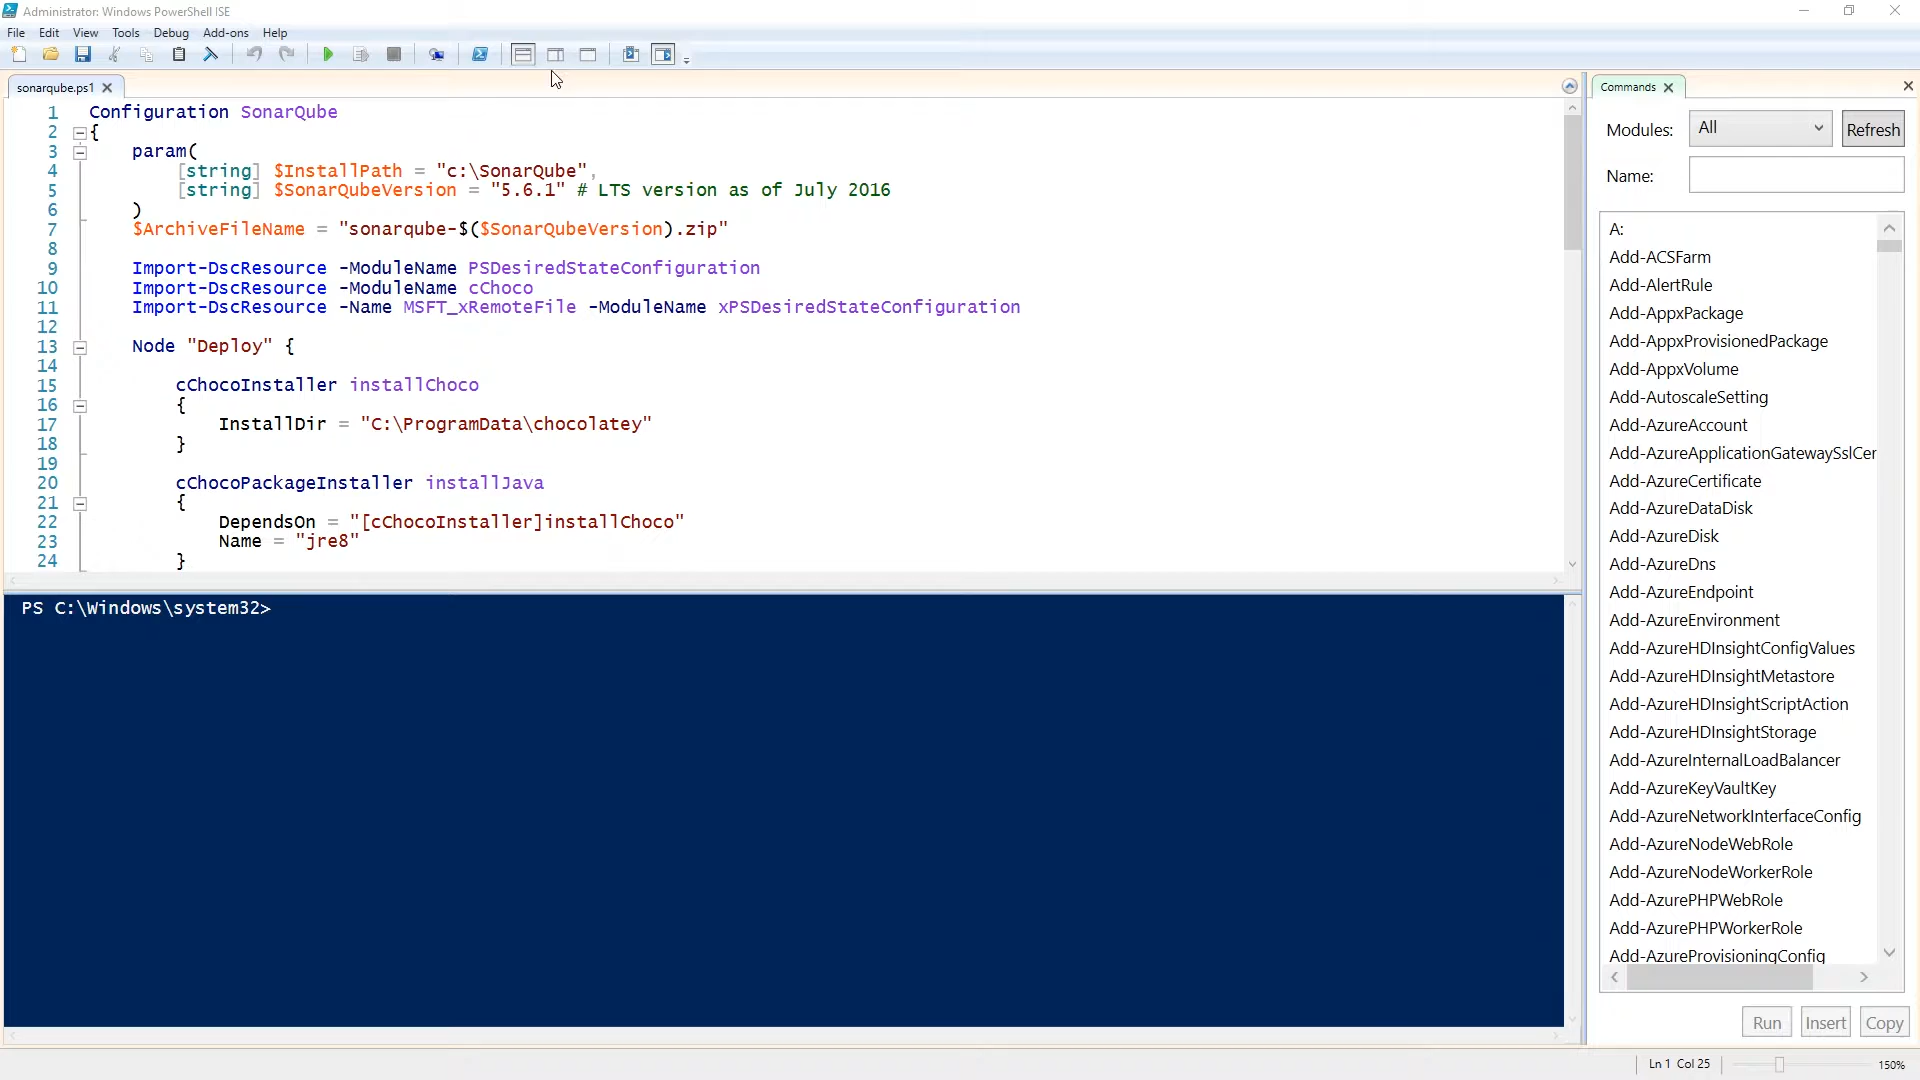 Administrator: Windows PowerShell ISE
File Edit View Tools Debug Add-ons Help
sonarqube.ps1
1 Configuration SonarQube
2 {
3 param(
4 [string] $InstallPath = "c:\SonarQube",
5 [string] $SonarQubeVersion = "5.6.1" # LTS version as of July 2016
6 )
7 $ArchiveFileName = "sonarqube-$($SonarQubeVersion).zip"
8
9 Import-DscResource -ModuleName PSDesiredStateConfiguration
10 Import-DscResource -ModuleName cChoco
11 Import-DscResource -Name MSFT_xRemoteFile -ModuleName xPSDesiredStateConfiguration
12
13 Node "Deploy" {
14
15 cChocoInstaller installChoco
16 {
17 InstallDir = "C:\ProgramData\chocolatey"
18 }
19
20 cChocoPackageInstaller installJava
21 {
22 DependsOn = "[cChocoInstaller]installChoco"
23 Name = "jre8"
24 }
PS C:\Windows\system32>
Commands
Modules: All Refresh
Name:
A:
Add-ACSFarm
Add-AlertRule
Add-AppxPackage
Add-AppxProvisionedPackage
Add-AppxVolume
Add-AutoscaleSetting
Add-AzureAccount
Add-AzureApplicationGatewaySslCer
Add-AzureCertificate
Add-AzureDataDisk
Add-AzureDisk
Add-AzureDns
Add-AzureEndpoint
Add-AzureEnvironment
Add-AzureHDInsightConfigValues
Add-AzureHDInsightMetastore
Add-AzureHDInsightScriptAction
Add-AzureHDInsightStorage
Add-AzureInternalLoadBalancer
Add-AzureKeyVaultKey
Add-AzureNetworkInterfaceConfig
Add-AzureNodeWebRole
Add-AzureNodeWorkerRole
Add-AzurePHPWebRole
Add-AzurePHPWorkerRole
Add-AzureProvisioningConfig
Run Insert Copy
Ln 1 Col 25 150%